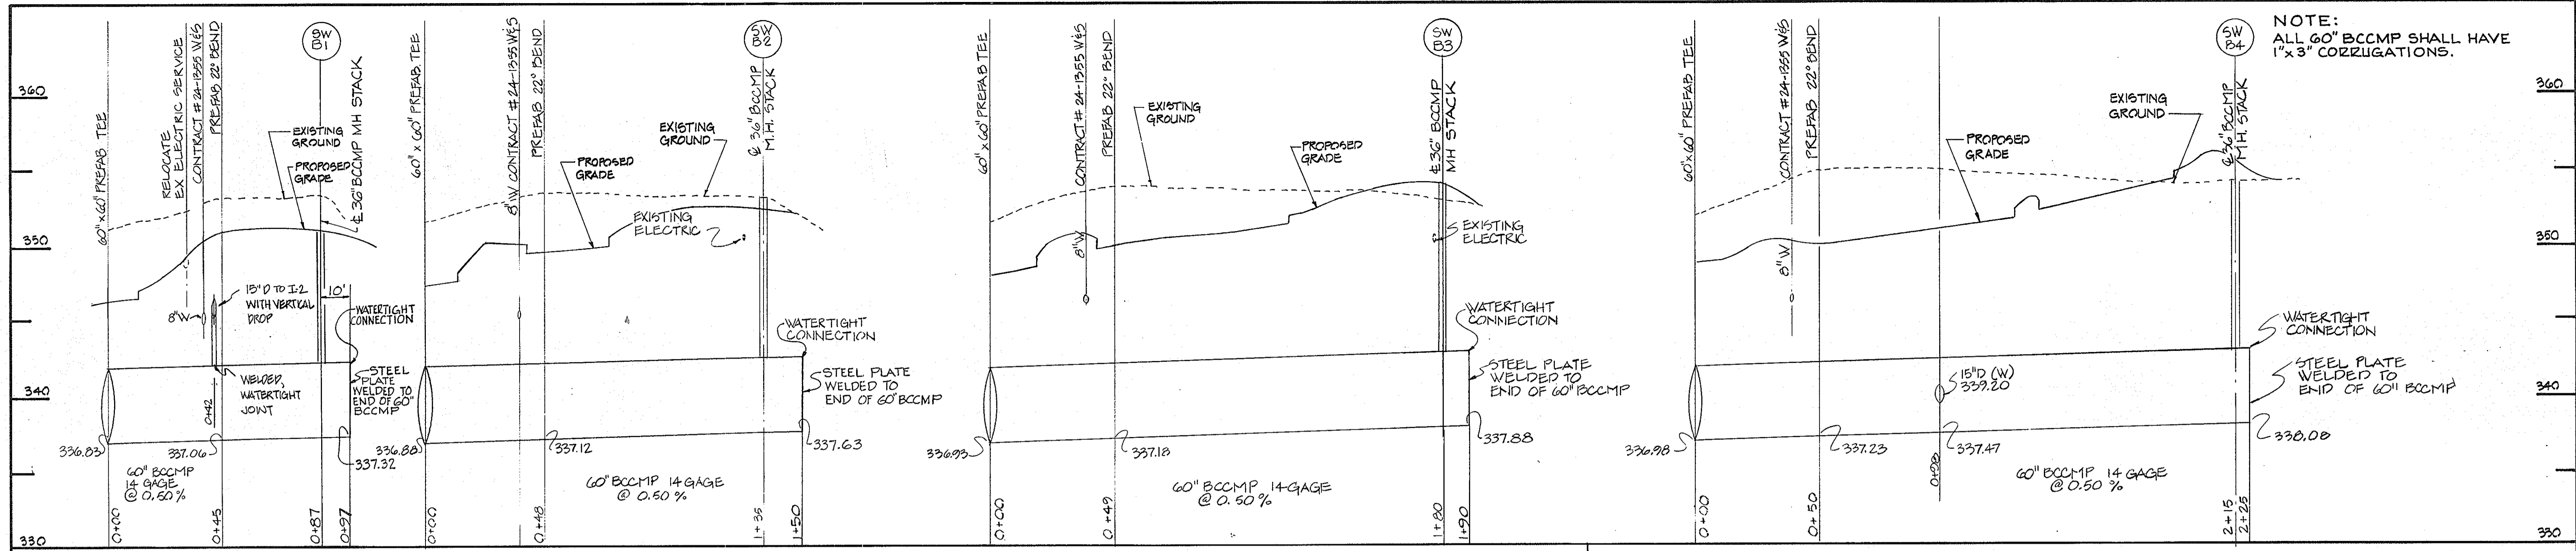 NOTE:
ALL 60" BCCMP SHALL HAVE
1"x3" CORRUGATIONS.
360
350
340
330
60"x60" PREFAB TEE
RELOCATE
EX ELECTRIC SERVICE
CONTRACT #24-1355 W&S
PREFAB 22° BEND
SW
B1
℄ 36" BCCMP MH STACK
EXISTING
GROUND
PROPOSED
GRADE
15"D TO I-2
WITH VERTICAL
DROP
8"W
10'
WATERTIGHT
CONNECTION
WELDED,
WATERTIGHT
JOINT
STEEL
PLATE
WELDED TO
END OF 60"
BCCMP
0+42
336.83
337.06
337.32
60" BCCMP
14 GAGE
@ 0.50%
0+00
0+45
0+87
0+97
60" x 60" PREFAB TEE
8"W CONTRACT #24-1355 W&S
PREFAB 22° BEND
SW
B2
℄ 36" BCCMP
M.H. STACK
EXISTING
GROUND
PROPOSED
GRADE
EXISTING
ELECTRIC
WATERTIGHT
CONNECTION
STEEL PLATE
WELDED TO
END OF 60" BCCMP
336.88
337.12
337.63
60" BCCMP 14 GAGE
@ 0.50 %
0+00
0+48
1+35
1+50
60" x 60" PREFAB TEE
CONTRACT # 24-1355 W&S
PREFAB 22° BEND
SW
B3
℄ 36" BCCMP
MH STACK
EXISTING
GROUND
PROPOSED
GRADE
8"W
EXISTING
ELECTRIC
WATERTIGHT
CONNECTION
STEEL PLATE
WELDED TO
END OF 60" BCCMP
336.93
337.18
337.88
60" BCCMP 14 GAGE
@ 0.50 %
0+00
0+49
1+80
1+90
60"x60" PREFAB TEE
CONTRACT #24-1355 W&S
PREFAB 22° BEND
SW
B4
℄ 36" BCCMP
M.H. STACK
EXISTING
GROUND
PROPOSED
GRADE
8"W
15"D (W)
339.20
WATERTIGHT
CONNECTION
STEEL PLATE
WELDED TO
END OF 60" BCCMP
336.98
337.23
337.47
338.08
60" BCCMP 14 GAGE
@ 0.50 %
0+00
0+50
0+98
2+15
2+25
360
350
340
330